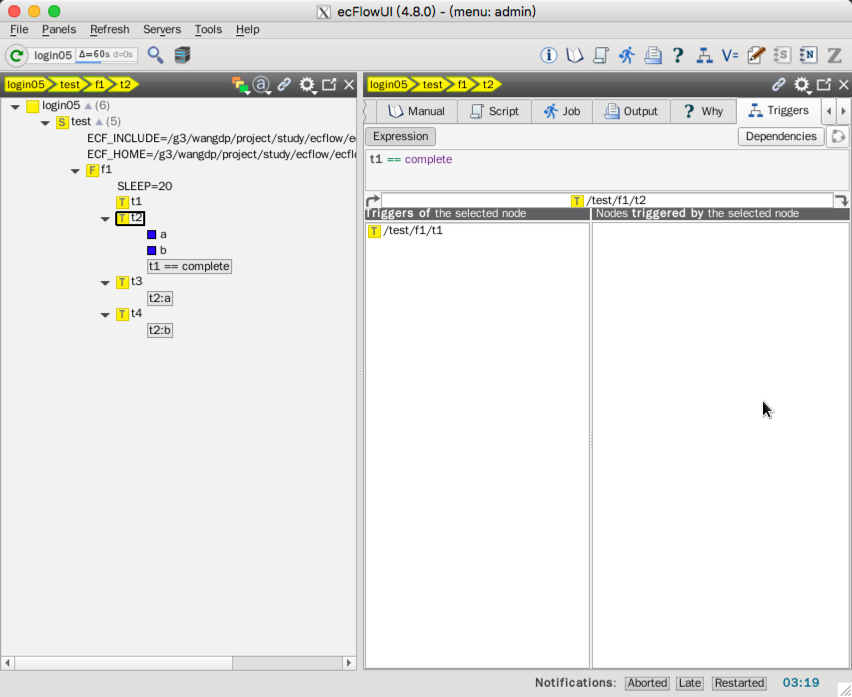 ecFlowUI (4.8.0) - (menu: admin)
File Panels Refresh Servers Tools Help
login05 Δ=60s d=0s
login05 test f1 t2
login05 (6)
S test (5)
ECF_INCLUDE=/g3/wangdp/project/study/ecflow/e
ECF_HOME=/g3/wangdp/project/study/ecflow/ecfl
F f1
SLEEP=20
T t1
T t2
a
b
t1 == complete
T t3
t2:a
T t4
t2:b
login05 test f1 t2
Manual Script Job Output ? Why Triggers
Expression Dependencies
t1 == complete
T /test/f1/t2
Triggers of the selected node
Nodes triggered by the selected node
T /test/f1/t1
Notifications: Aborted Late Restarted 03:19